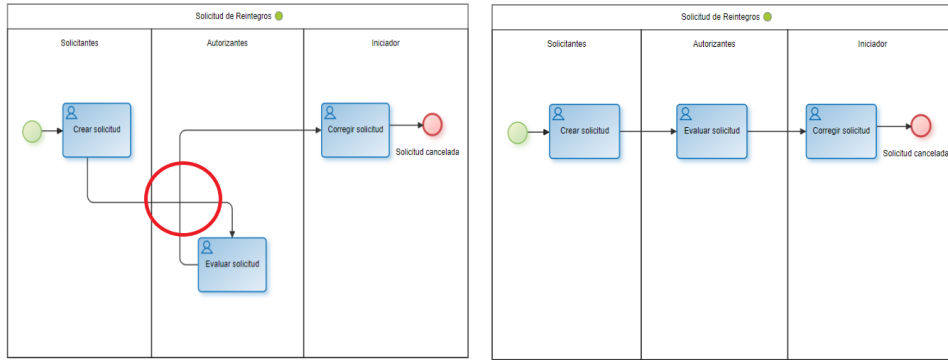 Solicitud de Reintegros
Solicitantes
Autorizantes
Iniciador
Crear solicitud
Corregir solicitud
Solicitud cancelada
Evaluar solicitud
Solicitud de Reintegros
Solicitantes
Autorizantes
Iniciador
Crear solicitud
Evaluar solicitud
Corregir solicitud
Solicitud cancelada